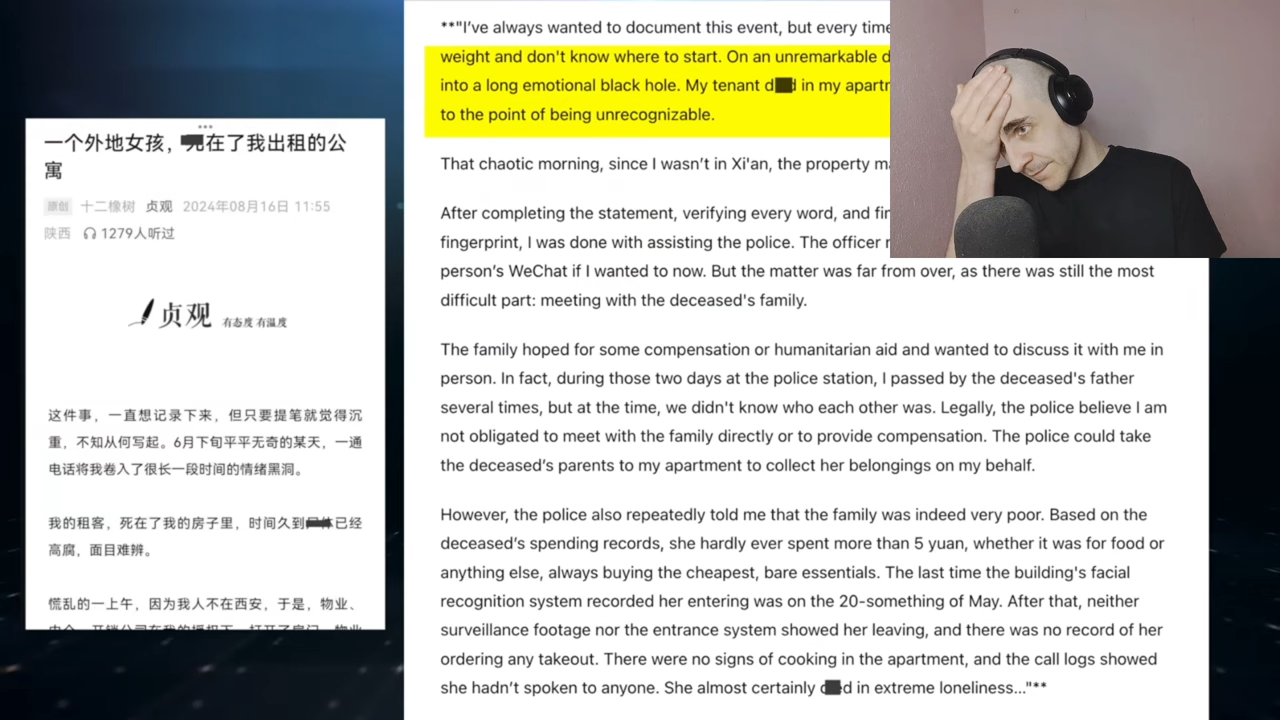 一个外地女孩，在了我出租的公
寓
原创 十二橡树 贞观 2024年08月16日 11:55
陕西 1279人听过
贞观 有态度 有温度
这件事，一直想记录下来，但只要提笔就觉得沉
重，不知从何写起。6月下旬平平无奇的某天，一通
电话将我卷入了很长一段时间的情绪黑洞。
我的租客，死在了我的房子里，时间久到已经
高腐，面目难辨。
慌乱的一上午，因为我人不在西安，于是，物业、
**"I've always wanted to document this event, but every time
weight and don't know where to start. On an unremarkable
into a long emotional black hole. My tenant in my
to the point of being unrecognizable.
That chaotic morning, since I wasn't in Xi'an, the property
After completing the statement, verifying every word, and
fingerprint, I was done with assisting the police. The officer
person's WeChat if I wanted to now. But the matter was far from over, as there was still the most
difficult part: meeting with the deceased's family.
The family hoped for some compensation or humanitarian aid and wanted to discuss it with me in
person. In fact, during those two days at the police station, I passed by the deceased's father
several times, but at the time, we didn't know who each other was. Legally, the police believe I am
not obligated to meet with the family directly or to provide compensation. The police could take
the deceased's parents to my apartment to collect her belongings on my behalf.
However, the police also repeatedly told me that the family was indeed very poor. Based on the
deceased's spending records, she hardly ever spent more than 5 yuan, whether it was for food or
anything else, always buying the cheapest, bare essentials. The last time the building's facial
recognition system recorded her entering was on the 20-something of May. After that, neither
surveillance footage nor the entrance system showed her leaving, and there was no record of her
ordering any takeout. There were no signs of cooking in the apartment, and the call logs showed
she hadn't spoken to anyone. She almost certainly in extreme loneliness..."**